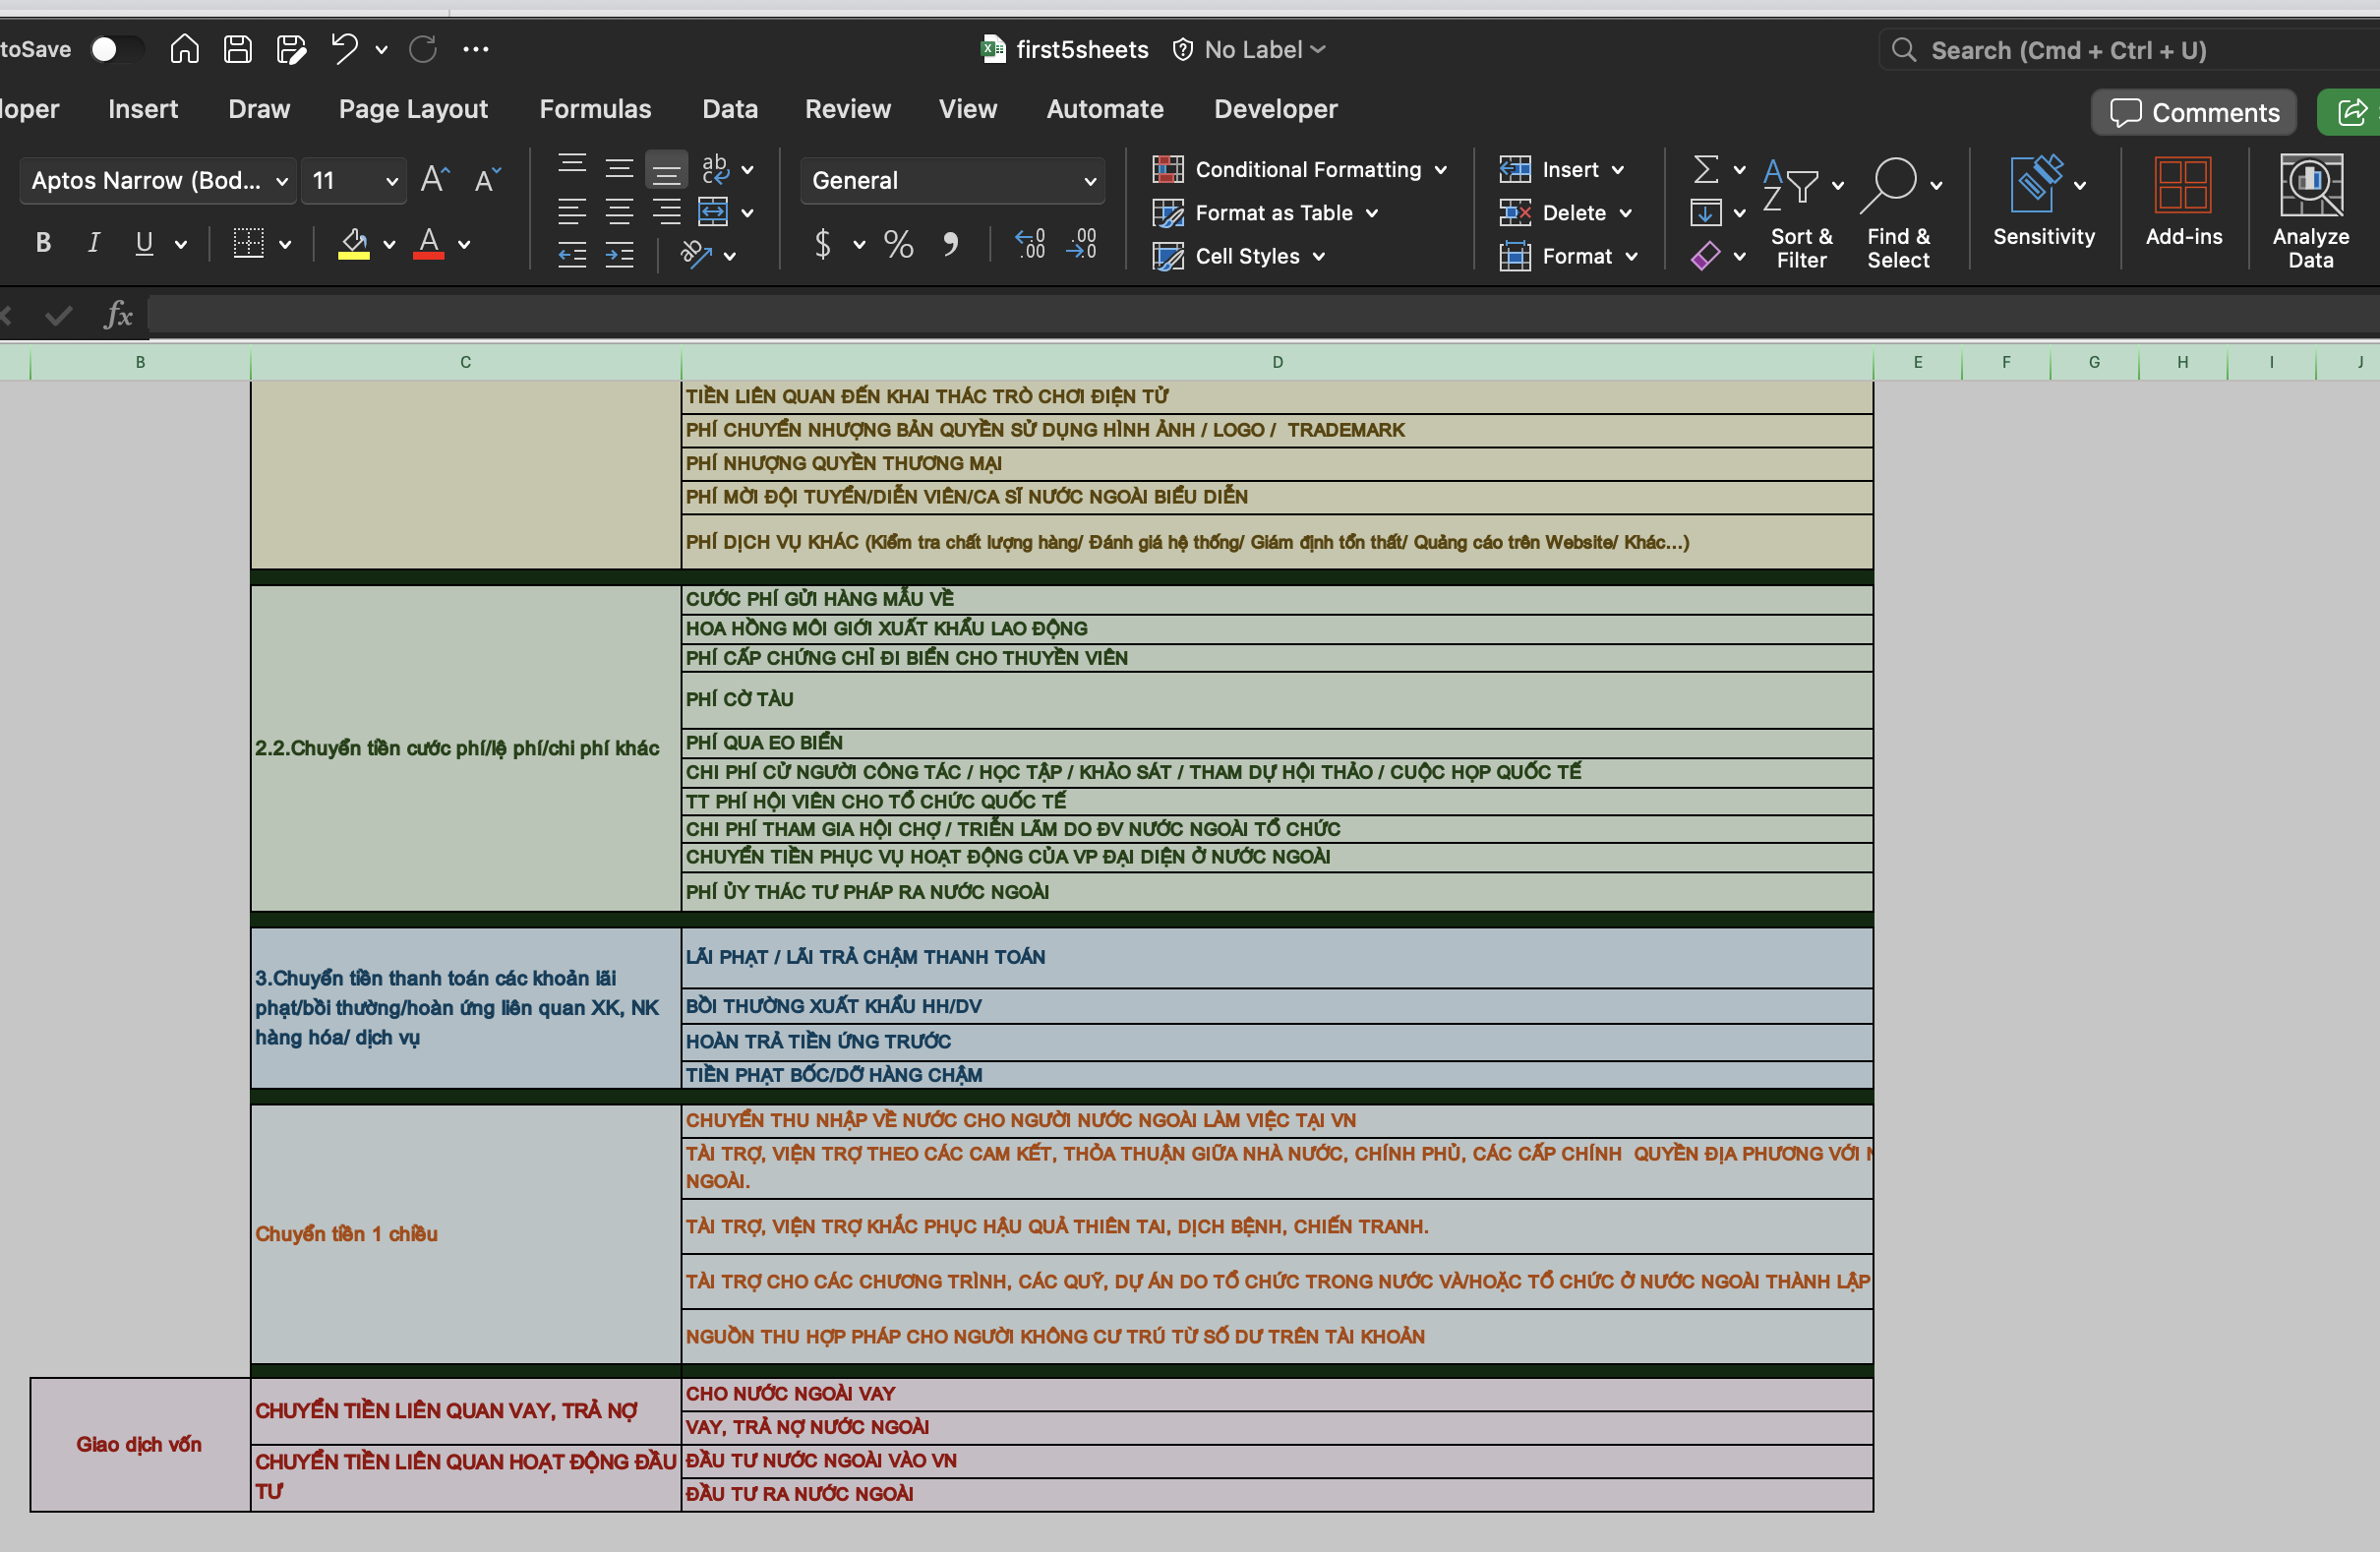 toSave
first5sheets
No Label
Search (Cmd + Ctrl + U)
loper Insert Draw Page Layout Formulas Data Review View Automate Developer
Comments
Aptos Narrow (Bod...
11
General
Conditional Formatting
Format as Table
Cell Styles
Insert
Delete
Format
Sort & Filter
Find & Select
Sensitivity
Add-ins
Analyze Data
B I U
$ % 
fx
B C D E F G H I J
TIỀN LIÊN QUAN ĐẾN KHAI THÁC TRÒ CHƠI ĐIỆN TỬ
PHÍ CHUYỂN NHƯỢNG BẢN QUYỀN SỬ DỤNG HÌNH ẢNH / LOGO / TRADEMARK
PHÍ NHƯỢNG QUYỀN THƯƠNG MẠI
PHÍ MỜI ĐỘI TUYỂN/DIỄN VIÊN/CA SĨ NƯỚC NGOÀI BIỂU DIỄN
PHÍ DỊCH VỤ KHÁC (Kiểm tra chất lượng hàng/ Đánh giá hệ thống/ Giám định tổn thất/ Quảng cáo trên Website/ Khác...)
2.2.Chuyển tiền cước phí/lệ phí/chi phí khác
CƯỚC PHÍ GỬI HÀNG MẪU VỀ
HOA HỒNG MÔI GIỚI XUẤT KHẨU LAO ĐỘNG
PHÍ CẤP CHỨNG CHỈ ĐI BIỂN CHO THUYỀN VIÊN
PHÍ CỜ TÀU
PHÍ QUA EO BIỂN
CHI PHÍ CỬ NGƯỜI CÔNG TÁC / HỌC TẬP / KHẢO SÁT / THAM DỰ HỘI THẢO / CUỘC HỌP QUỐC TẾ
TT PHÍ HỘI VIÊN CHO TỔ CHỨC QUỐC TẾ
CHI PHÍ THAM GIA HỘI CHỢ / TRIỄN LÃM DO ĐV NƯỚC NGOÀI TỔ CHỨC
CHUYỂN TIỀN PHỤC VỤ HOẠT ĐỘNG CỦA VP ĐẠI DIỆN Ở NƯỚC NGOÀI
PHÍ ỦY THÁC TƯ PHÁP RA NƯỚC NGOÀI
3.Chuyển tiền thanh toán các khoản lãi
phạt/bồi thường/hoàn ứng liên quan XK, NK
hàng hóa/ dịch vụ
LÃI PHẠT / LÃI TRẢ CHẬM THANH TOÁN
BỒI THƯỜNG XUẤT KHẨU HH/DV
HOÀN TRẢ TIỀN ỨNG TRƯỚC
TIỀN PHẠT BỐC/DỠ HÀNG CHẬM
Chuyển tiền 1 chiều
CHUYỂN THU NHẬP VỀ NƯỚC CHO NGƯỜI NƯỚC NGOÀI LÀM VIỆC TẠI VN
TÀI TRỢ, VIỆN TRỢ THEO CÁC CAM KẾT, THỎA THUẬN GIỮA NHÀ NƯỚC, CHÍNH PHỦ, CÁC CẤP CHÍNH QUYỀN ĐỊA PHƯƠNG VỚI
NGOÀI.
TÀI TRỢ, VIỆN TRỢ KHẮC PHỤC HẬU QUẢ THIÊN TAI, DỊCH BỆNH, CHIẾN TRANH.
TÀI TRỢ CHO CÁC CHƯƠNG TRÌNH, CÁC QUỸ, DỰ ÁN DO TỔ CHỨC TRONG NƯỚC VÀ/HOẶC TỔ CHỨC Ở NƯỚC NGOÀI THÀNH LẬP
NGUỒN THU HỢP PHÁP CHO NGƯỜI KHÔNG CƯ TRÚ TỪ SỐ DƯ TRÊN TÀI KHOẢN
Giao dịch vốn
CHUYỂN TIỀN LIÊN QUAN VAY, TRẢ NỢ
CHO NƯỚC NGOÀI VAY
VAY, TRẢ NỢ NƯỚC NGOÀI
CHUYỂN TIỀN LIÊN QUAN HOẠT ĐỘNG ĐẦU
TƯ
ĐẦU TƯ NƯỚC NGOÀI VÀO VN
ĐẦU TƯ RA NƯỚC NGOÀI